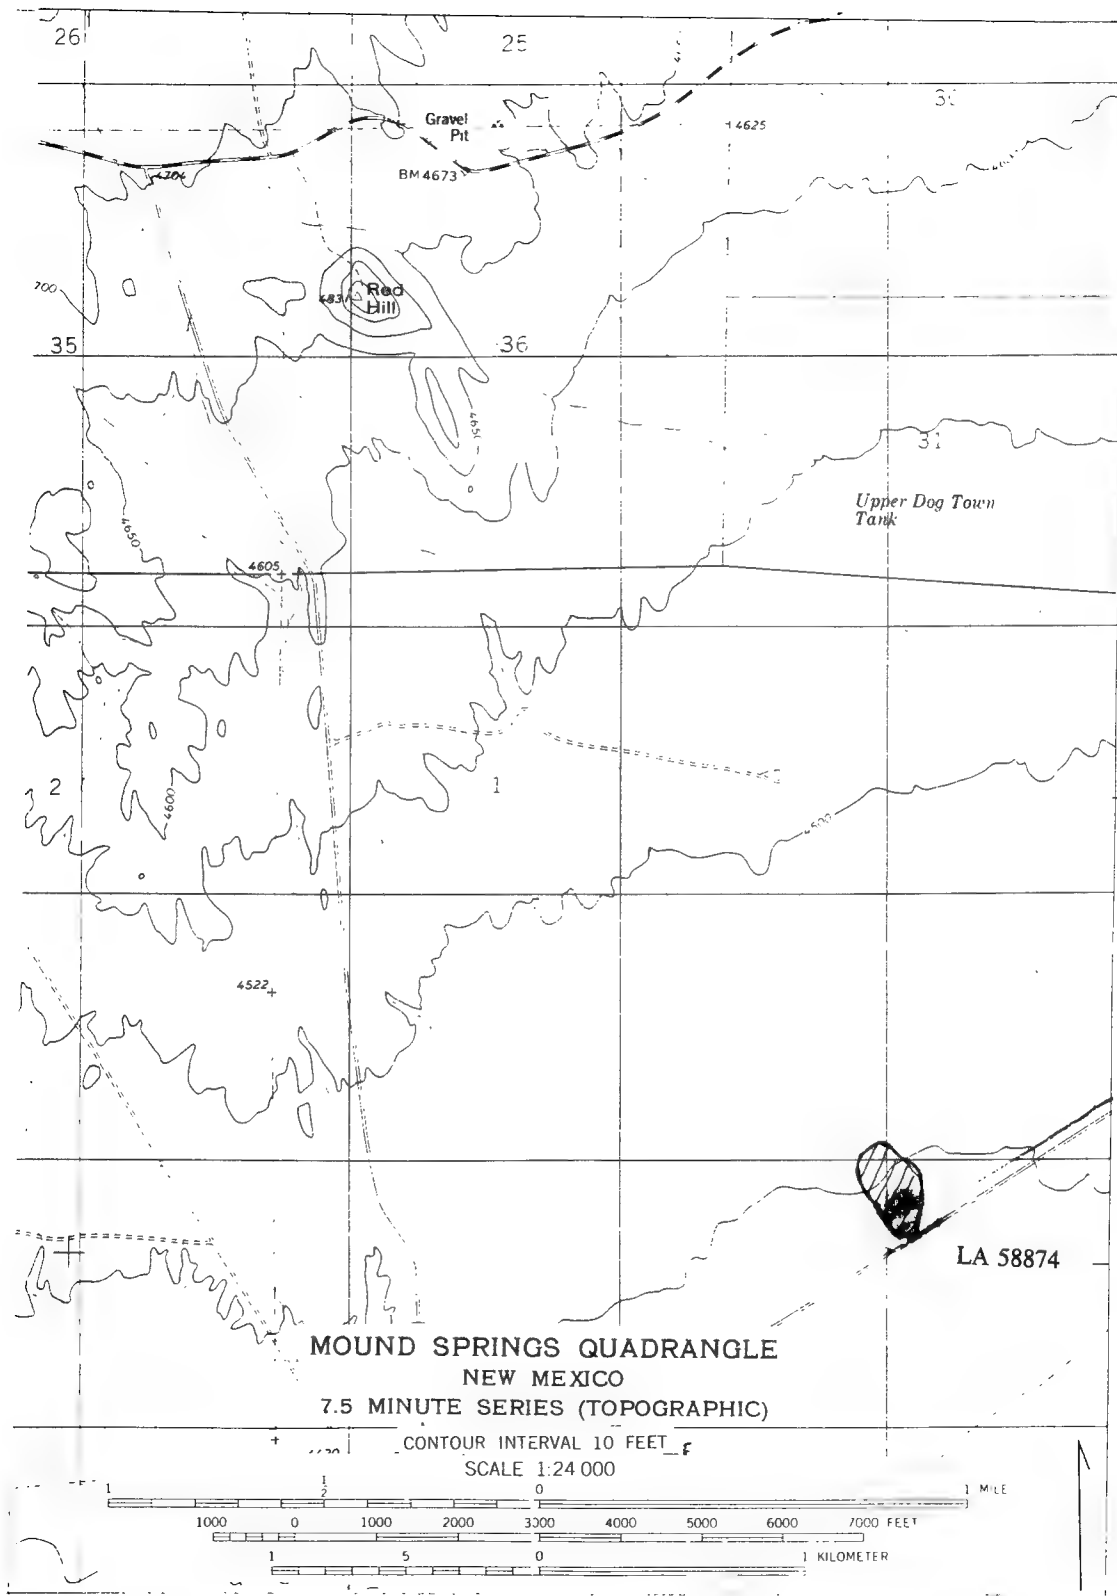 26
25
Gravel
Pit
4625
BM 4673
4704
700
4837
Red
Hill
35
36
4650
31
Upper Dog Town
Tank
4650
4605
2
1
4600
4600
4522
LA 58874
MOUND SPRINGS QUADRANGLE
NEW MEXICO
7.5 MINUTE SERIES (TOPOGRAPHIC)
CONTOUR INTERVAL 10 FEET
SCALE 1:24 000
1 1/2 0 1 MILE
1000 0 1000 2000 3000 4000 5000 6000 7000 FEET
1 5 0 1 KILOMETER